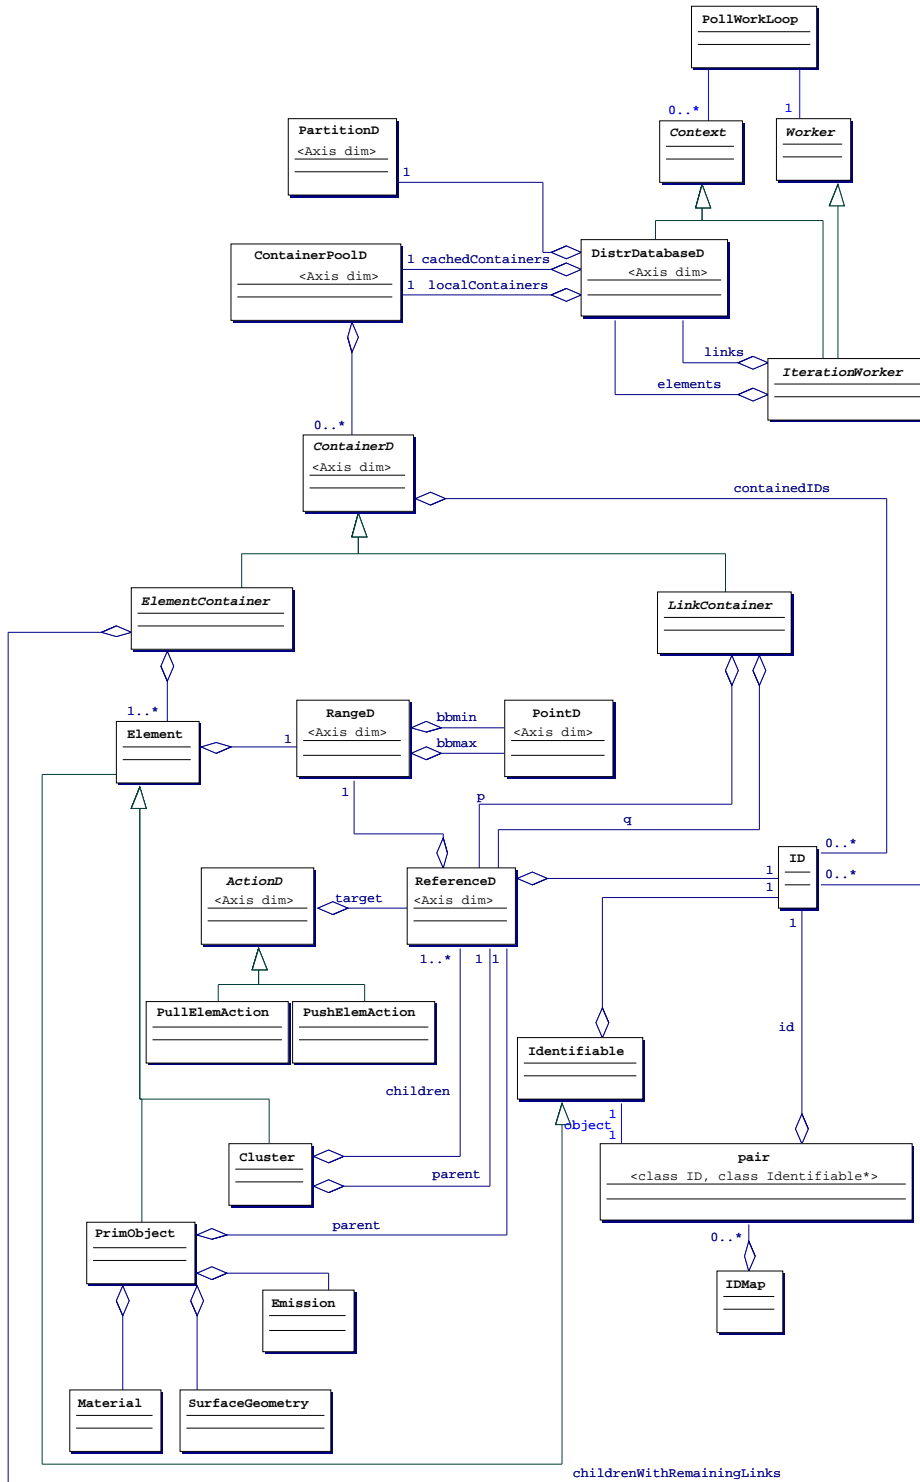 PollWorkLoop
0..*
1
PartitionD
<Axis dim>
Context
Worker
1
ContainerPoolD
<Axis dim>
1 cachedContainers
1 localContainers
DistrDatabaseD
<Axis dim>
links
elements
IterationWorker
0..*
ContainerD
<Axis dim>
containedIDs
ElementContainer
LinkContainer
1..*
Element
1
RangeD
<Axis dim>
bbmin
bbmax
PointD
<Axis dim>
1
p
q
0..*
ActionD
<Axis dim>
target
ReferenceD
<Axis dim>
1
1
ID
0..*
1..*
1
1
1
PullElemAction
PushElemAction
id
Identifiable
children
1
object
1
Cluster
parent
pair
<class ID, class Identifiable*>
PrimObject
parent
0..*
Emission
IDMap
Material
SurfaceGeometry
childrenWithRemainingLinks